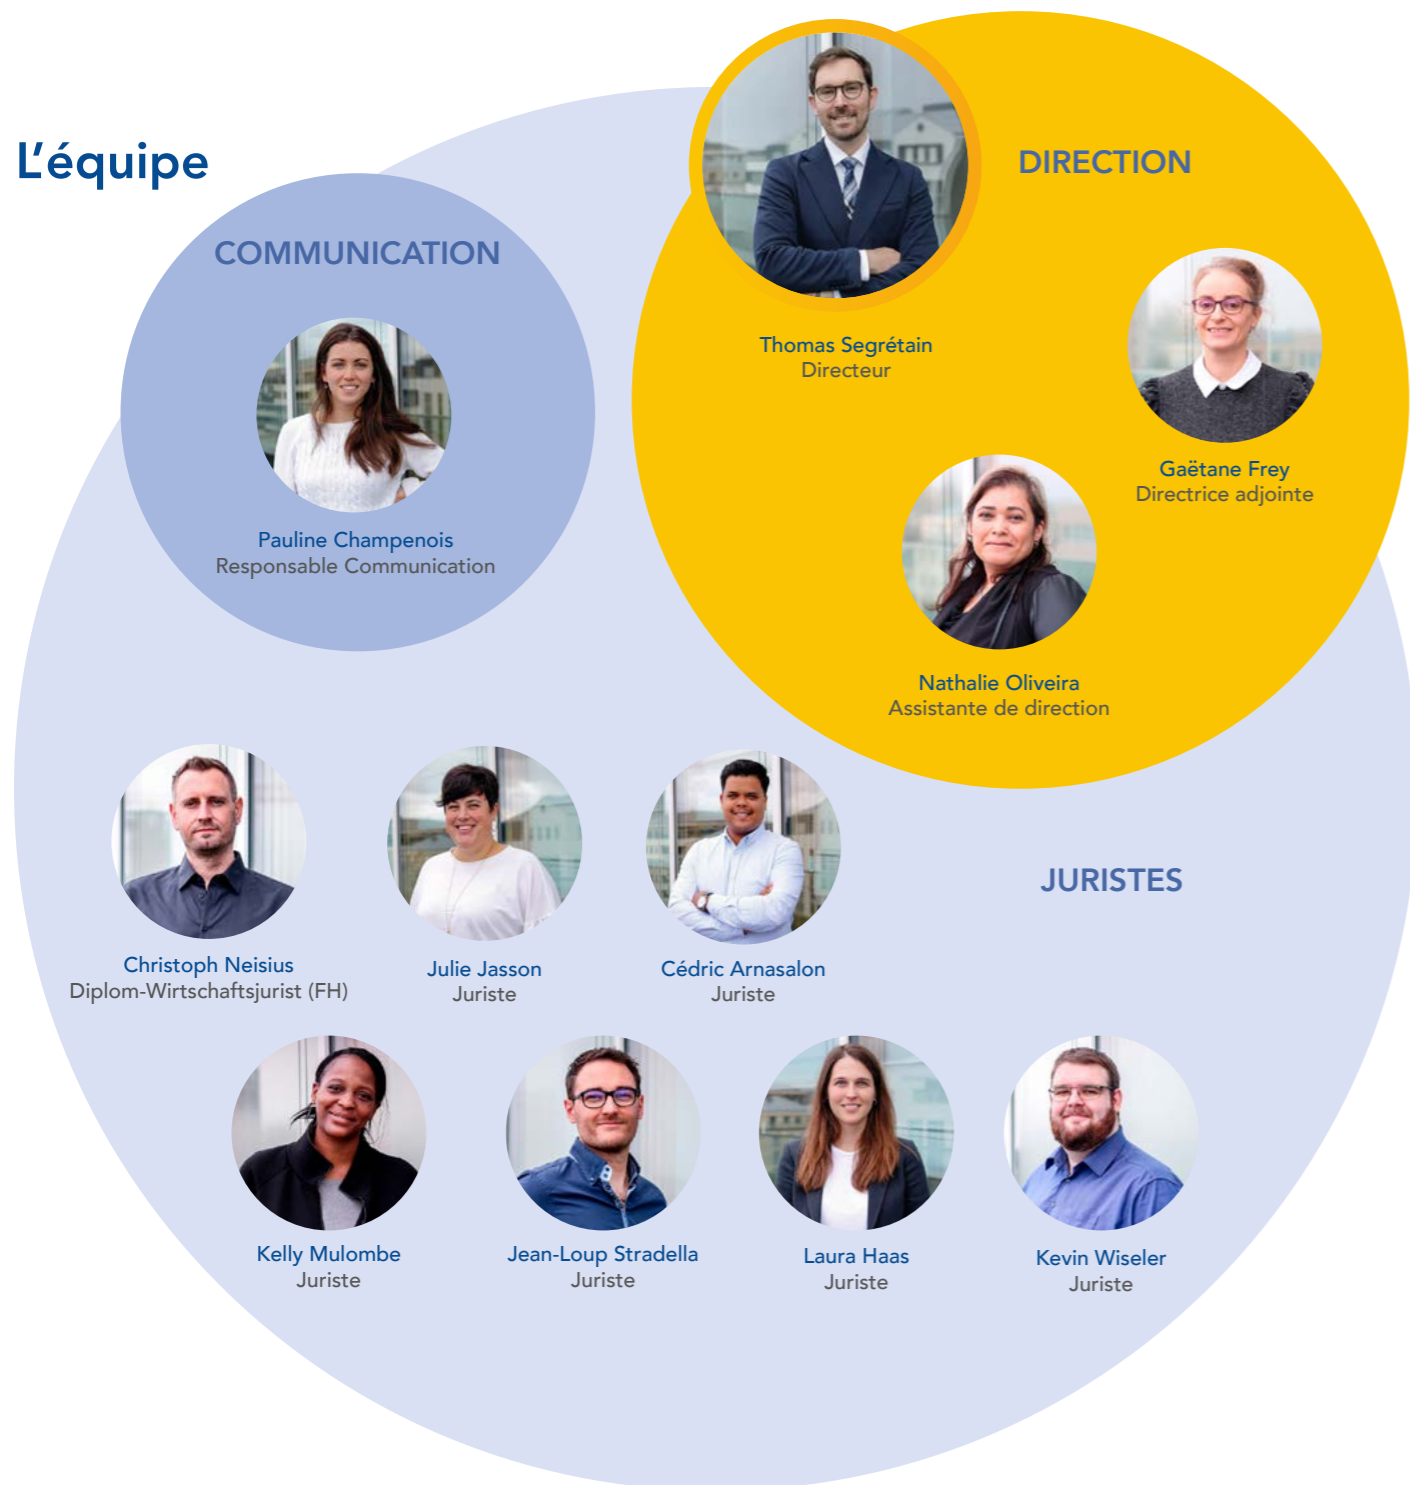 L'équipe
COMMUNICATION
Pauline Champenois
Responsable Communication
DIRECTION
Thomas Segrétain
Directeur
Gaëtane Frey
Directrice adjointe
Nathalie Oliveira
Assistante de direction
JURISTES
Christoph Neisius
Diplom-Wirtschaftsjurist (FH)
Julie Jasson
Juriste
Cédric Arnasalon
Juriste
Kelly Mulombe
Juriste
Jean-Loup Stradella
Juriste
Laura Haas
Juriste
Kevin Wiseler
Juriste